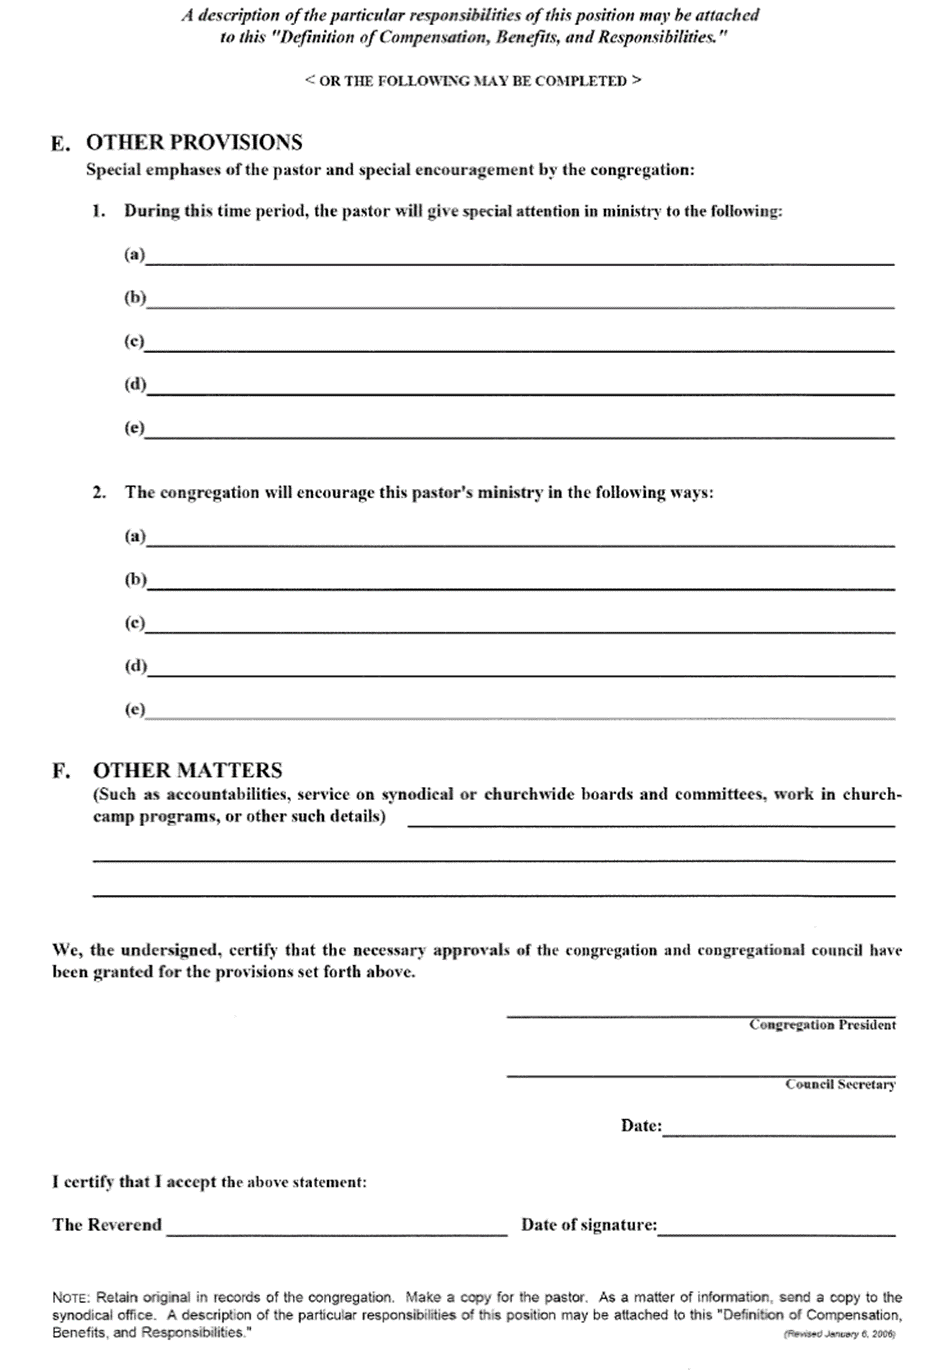 A description of the particular responsibilities of this position may be attached
to this "Definition of Compensation, Benefits, and Responsibilities."
< OR THE FOLLOWING MAY BE COMPLETED >
E. OTHER PROVISIONS
Special emphases of the pastor and special encouragement by the congregation:
1. During this time period, the pastor will give special attention in ministry to the following:
(a)
(b)
(c)
(d)
(e)
2. The congregation will encourage this pastor's ministry in the following ways:
(a)
(b)
(c)
(d)
(e)
F. OTHER MATTERS
(Such as accountabilities, service on synodical or churchwide boards and committees, work in church-
camp programs, or other such details)
We, the undersigned, certify that the necessary approvals of the congregation and congregational council have
been granted for the provisions set forth above.
Congregation President
Council Secretary
Date:
I certify that I accept the above statement:
The Reverend Date of signature:
NOTE: Retain original in records of the congregation. Make a copy for the pastor. As a matter of information, send a copy to the
synodical office. A description of the particular responsibilities of this position may be attached to this "Definition of Compensation,
Benefits, and Responsibilities." (Revised January 6, 2006)